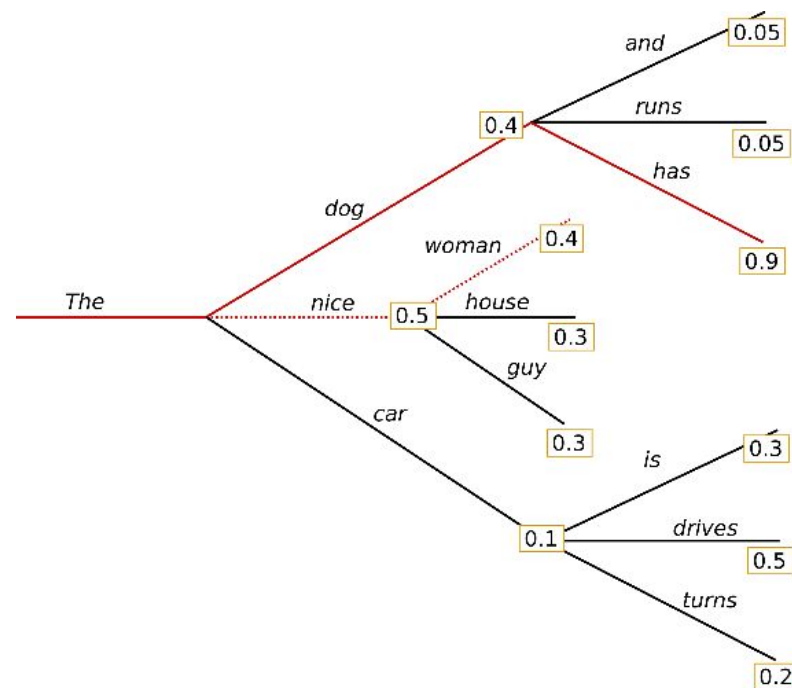 0.05
and
runs
0.4
0.05
has
dog
woman
0.4
0.9
The
nice
0.5
house
0.3
guy
car
0.3
is
0.3
drives
0.1
0.5
turns
0.2